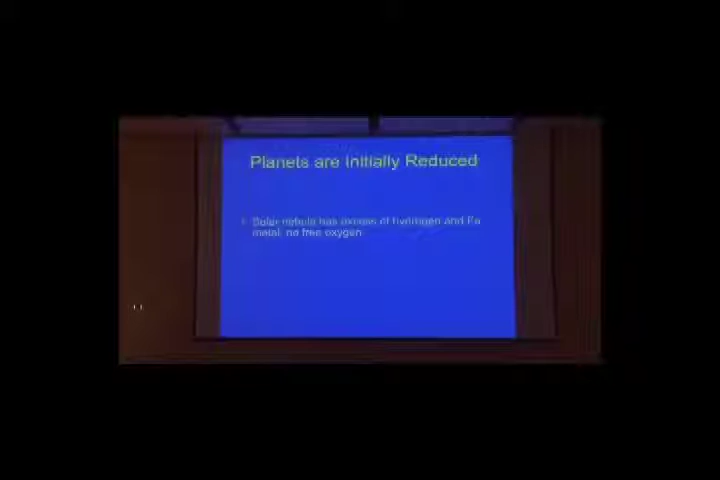 Planets are Initially Reduced
Solar nebula has excess of hydrogen and Fe
metal, no free oxygen